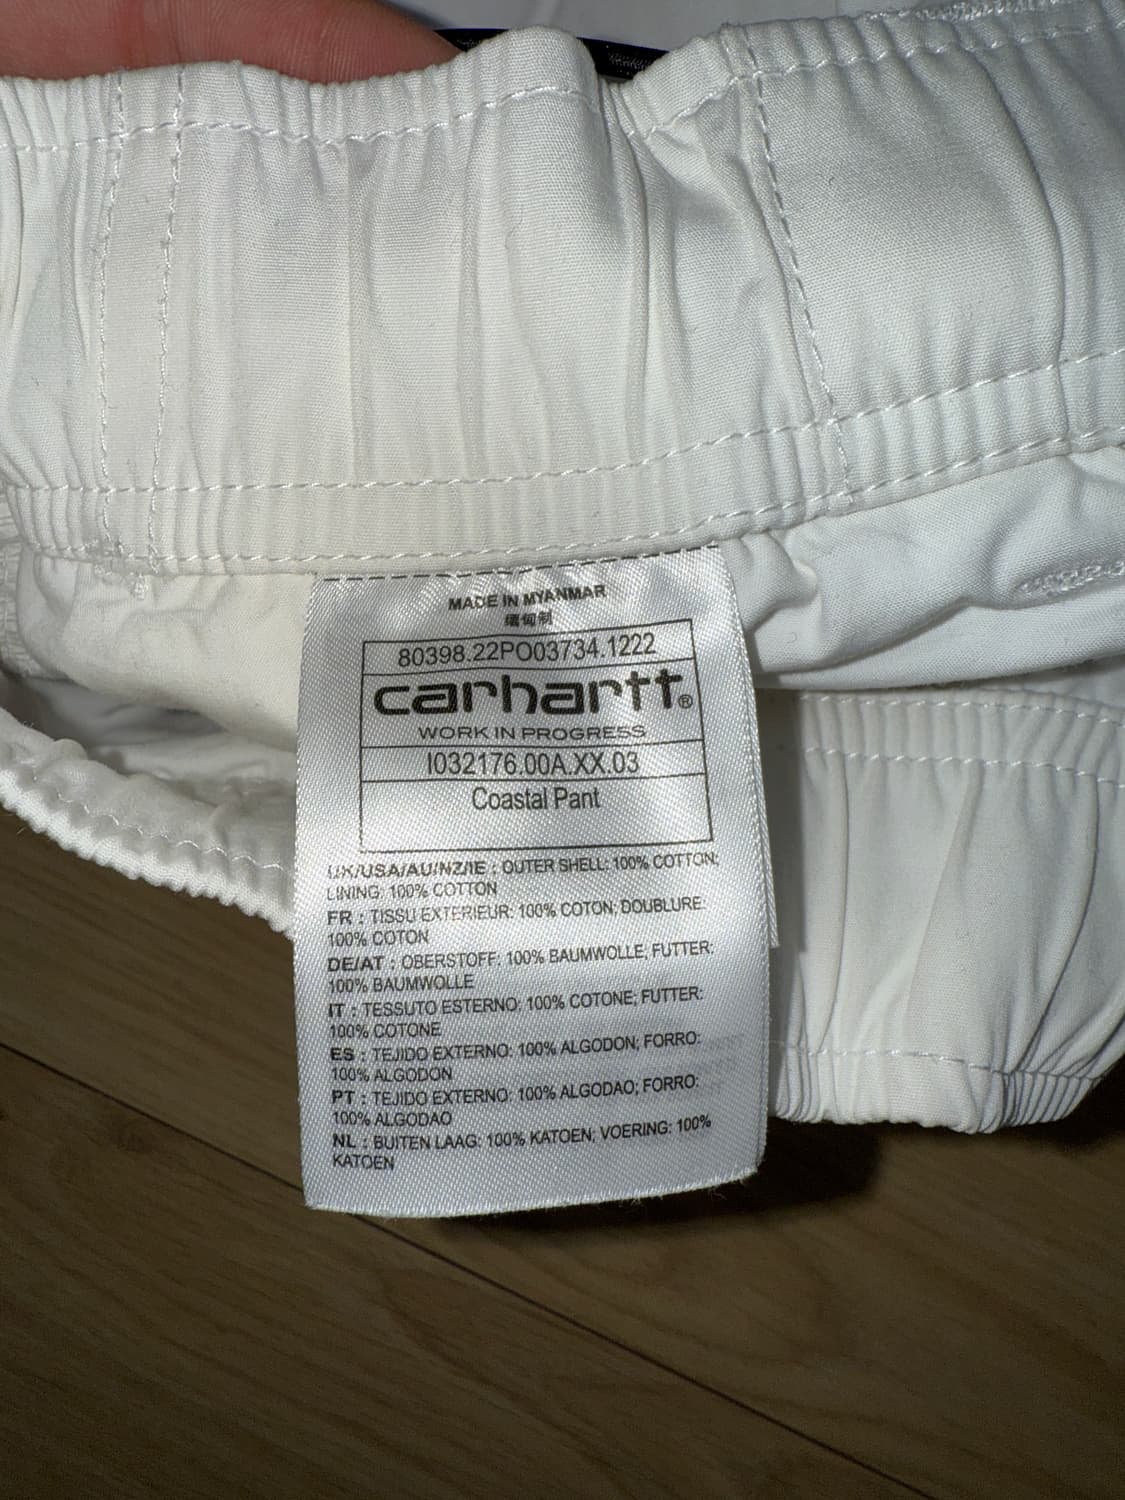 MADE IN MYANMAR
缅甸制
80398.22PO03734.1222
carhartt®
WORK IN PROGRESS
I032176.00A.XX.03
Coastal Pant
UK/USA/AU/NZ/IE : OUTER SHELL: 100% COTTON;
LINING: 100% COTTON
FR : TISSU EXTERIEUR: 100% COTON; DOUBLURE:
100% COTON
DE/AT : OBERSTOFF: 100% BAUMWOLLE; FUTTER:
100% BAUMWOLLE
IT : TESSUTO ESTERNO: 100% COTONE; FUTTER:
100% COTONE
ES : TEJIDO EXTERNO: 100% ALGODON; FORRO:
100% ALGODON
PT : TEJIDO EXTERNO: 100% ALGODAO; FORRO:
100% ALGODAO
NL : BUITEN LAAG: 100% KATOEN; VOERING: 100%
KATOEN